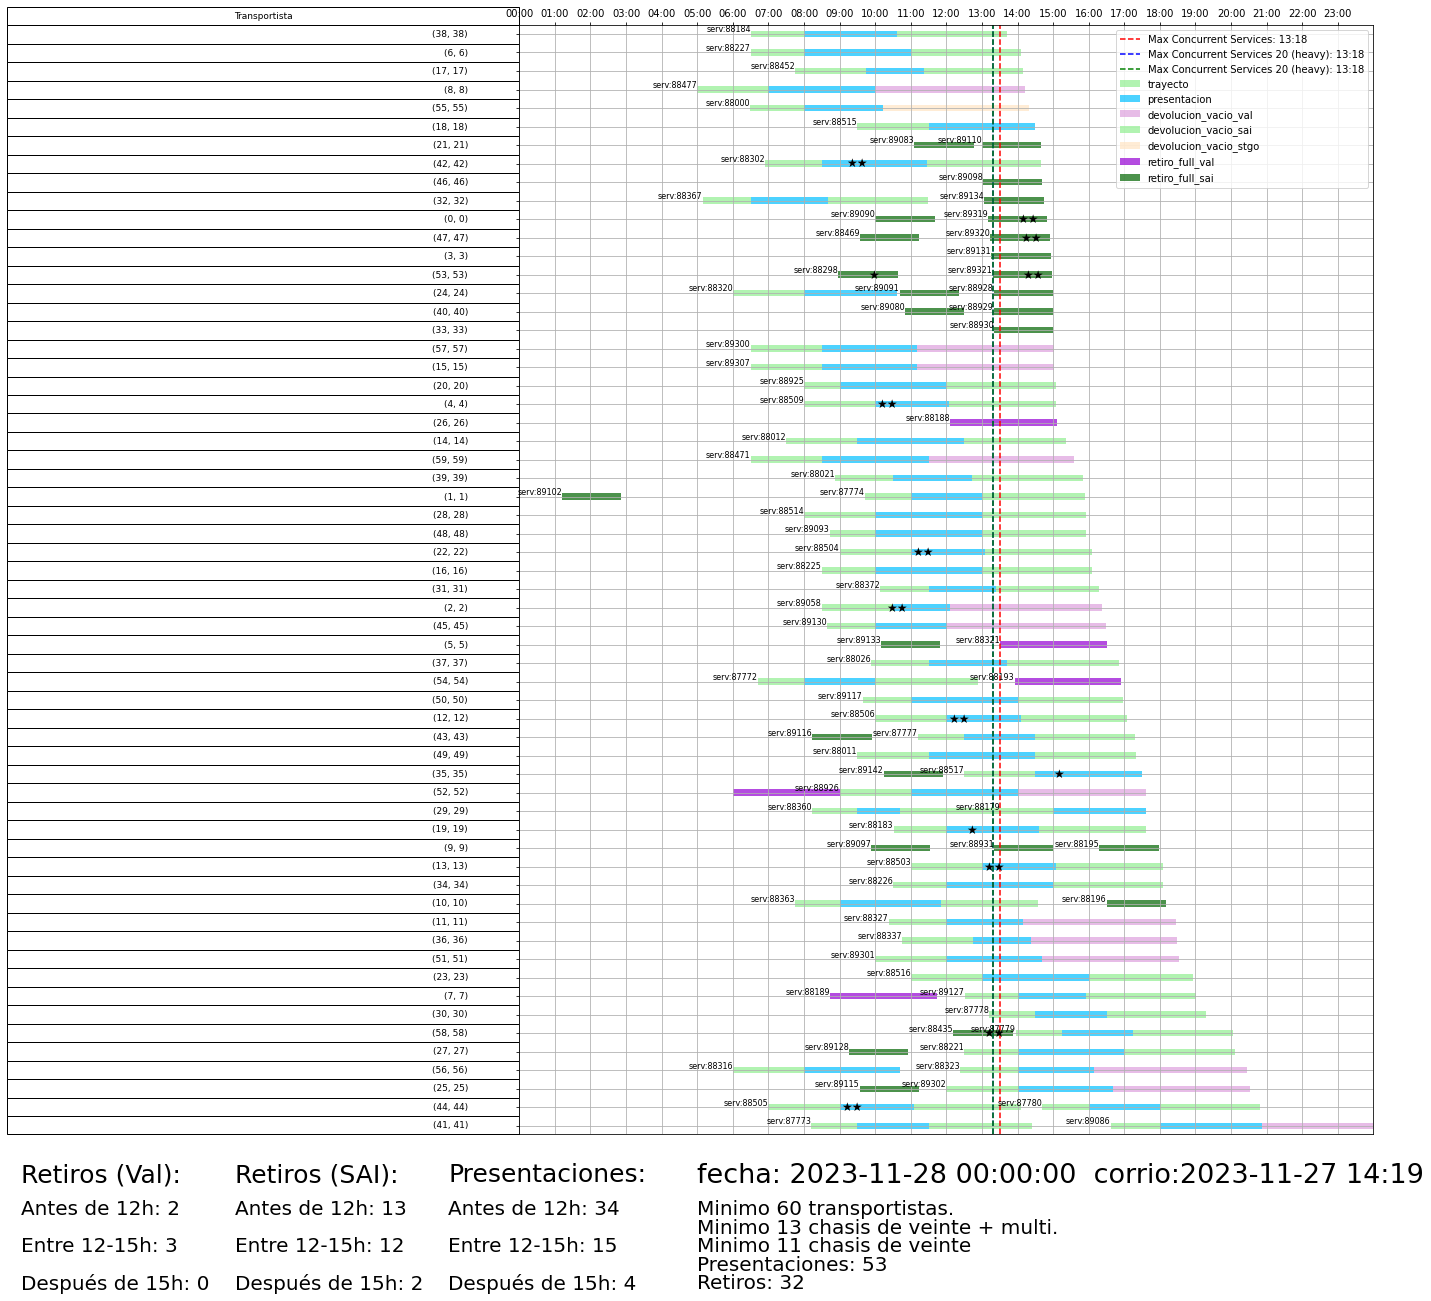 Transportista 00:00 01:00 02:00 03:00 04:00 05:00 06:00 07:00 08:00 09:00 10:00 11:00 12:00 13:00 14:00 15:00 16:00 17:00 18:00 19:00 20:00 21:00 22:00 23:00
Max Concurrent Services: 13:18
Max Concurrent Services 20 (heavy): 13:18
Max Concurrent Services 20 (heavy): 13:18
trayecto
presentacion
devolucion_vacio_val
devolucion_vacio_sai
devolucion_vacio_stgo
retiro_full_val
retiro_full_sai
(38, 38) serv:88184
(6, 6) serv:88227
(17, 17) serv:88452
(8, 8) serv:88477
(55, 55) serv:88000
(18, 18) serv:88515
(21, 21) serv:89083 serv:89110
(42, 42) serv:88302
(46, 46) serv:89098
(32, 32) serv:88367 serv:89134
(0, 0) serv:89090 serv:89319
(47, 47) serv:88469 serv:89320
(3, 3) serv:89131
(53, 53) serv:88298 serv:89321
(24, 24) serv:88320 serv:89091 serv:88928
(40, 40) serv:89080 serv:88929
(33, 33) serv:88930
(57, 57) serv:89300
(15, 15) serv:89307
(20, 20) serv:88925
(4, 4) serv:88509
(26, 26) serv:88188
(14, 14) serv:88012
(59, 59) serv:88471
(39, 39) serv:88021
(1, 1) serv:89102 serv:87774
(28, 28) serv:88514
(48, 48) serv:89093
(22, 22) serv:88504
(16, 16) serv:88225
(31, 31) serv:88372
(2, 2) serv:89058
(45, 45) serv:89130
(5, 5) serv:89133 serv:88321
(37, 37) serv:88026
(54, 54) serv:87772 serv:88193
(50, 50) serv:89117
(12, 12) serv:88506
(43, 43) serv:89116 serv:87777
(49, 49) serv:88011
(35, 35) serv:89142 serv:88517
(52, 52) serv:88926
(29, 29) serv:88360 serv:88179
(19, 19) serv:88183
(9, 9) serv:89097 serv:88931 serv:88195
(13, 13) serv:88503
(34, 34) serv:88226
(10, 10) serv:88363 serv:88196
(11, 11) serv:88327
(36, 36) serv:88337
(51, 51) serv:89301
(23, 23) serv:88516
(7, 7) serv:88189 serv:89127
(30, 30) serv:87778
(58, 58) serv:88435 serv:87779
(27, 27) serv:89128 serv:88221
(56, 56) serv:88316 serv:88323
(25, 25) serv:89115 serv:89302
(44, 44) serv:88505 serv:87780
(41, 41) serv:87773 serv:89086
Retiros (Val):
Antes de 12h: 2
Entre 12-15h: 3
Después de 15h: 0
Retiros (SAI):
Antes de 12h: 13
Entre 12-15h: 12
Después de 15h: 2
Presentaciones:
Antes de 12h: 34
Entre 12-15h: 15
Después de 15h: 4
fecha: 2023-11-28 00:00:00 corrio:2023-11-27 14:19
Minimo 60 transportistas.
Minimo 13 chasis de veinte + multi.
Minimo 11 chasis de veinte
Presentaciones: 53
Retiros: 32